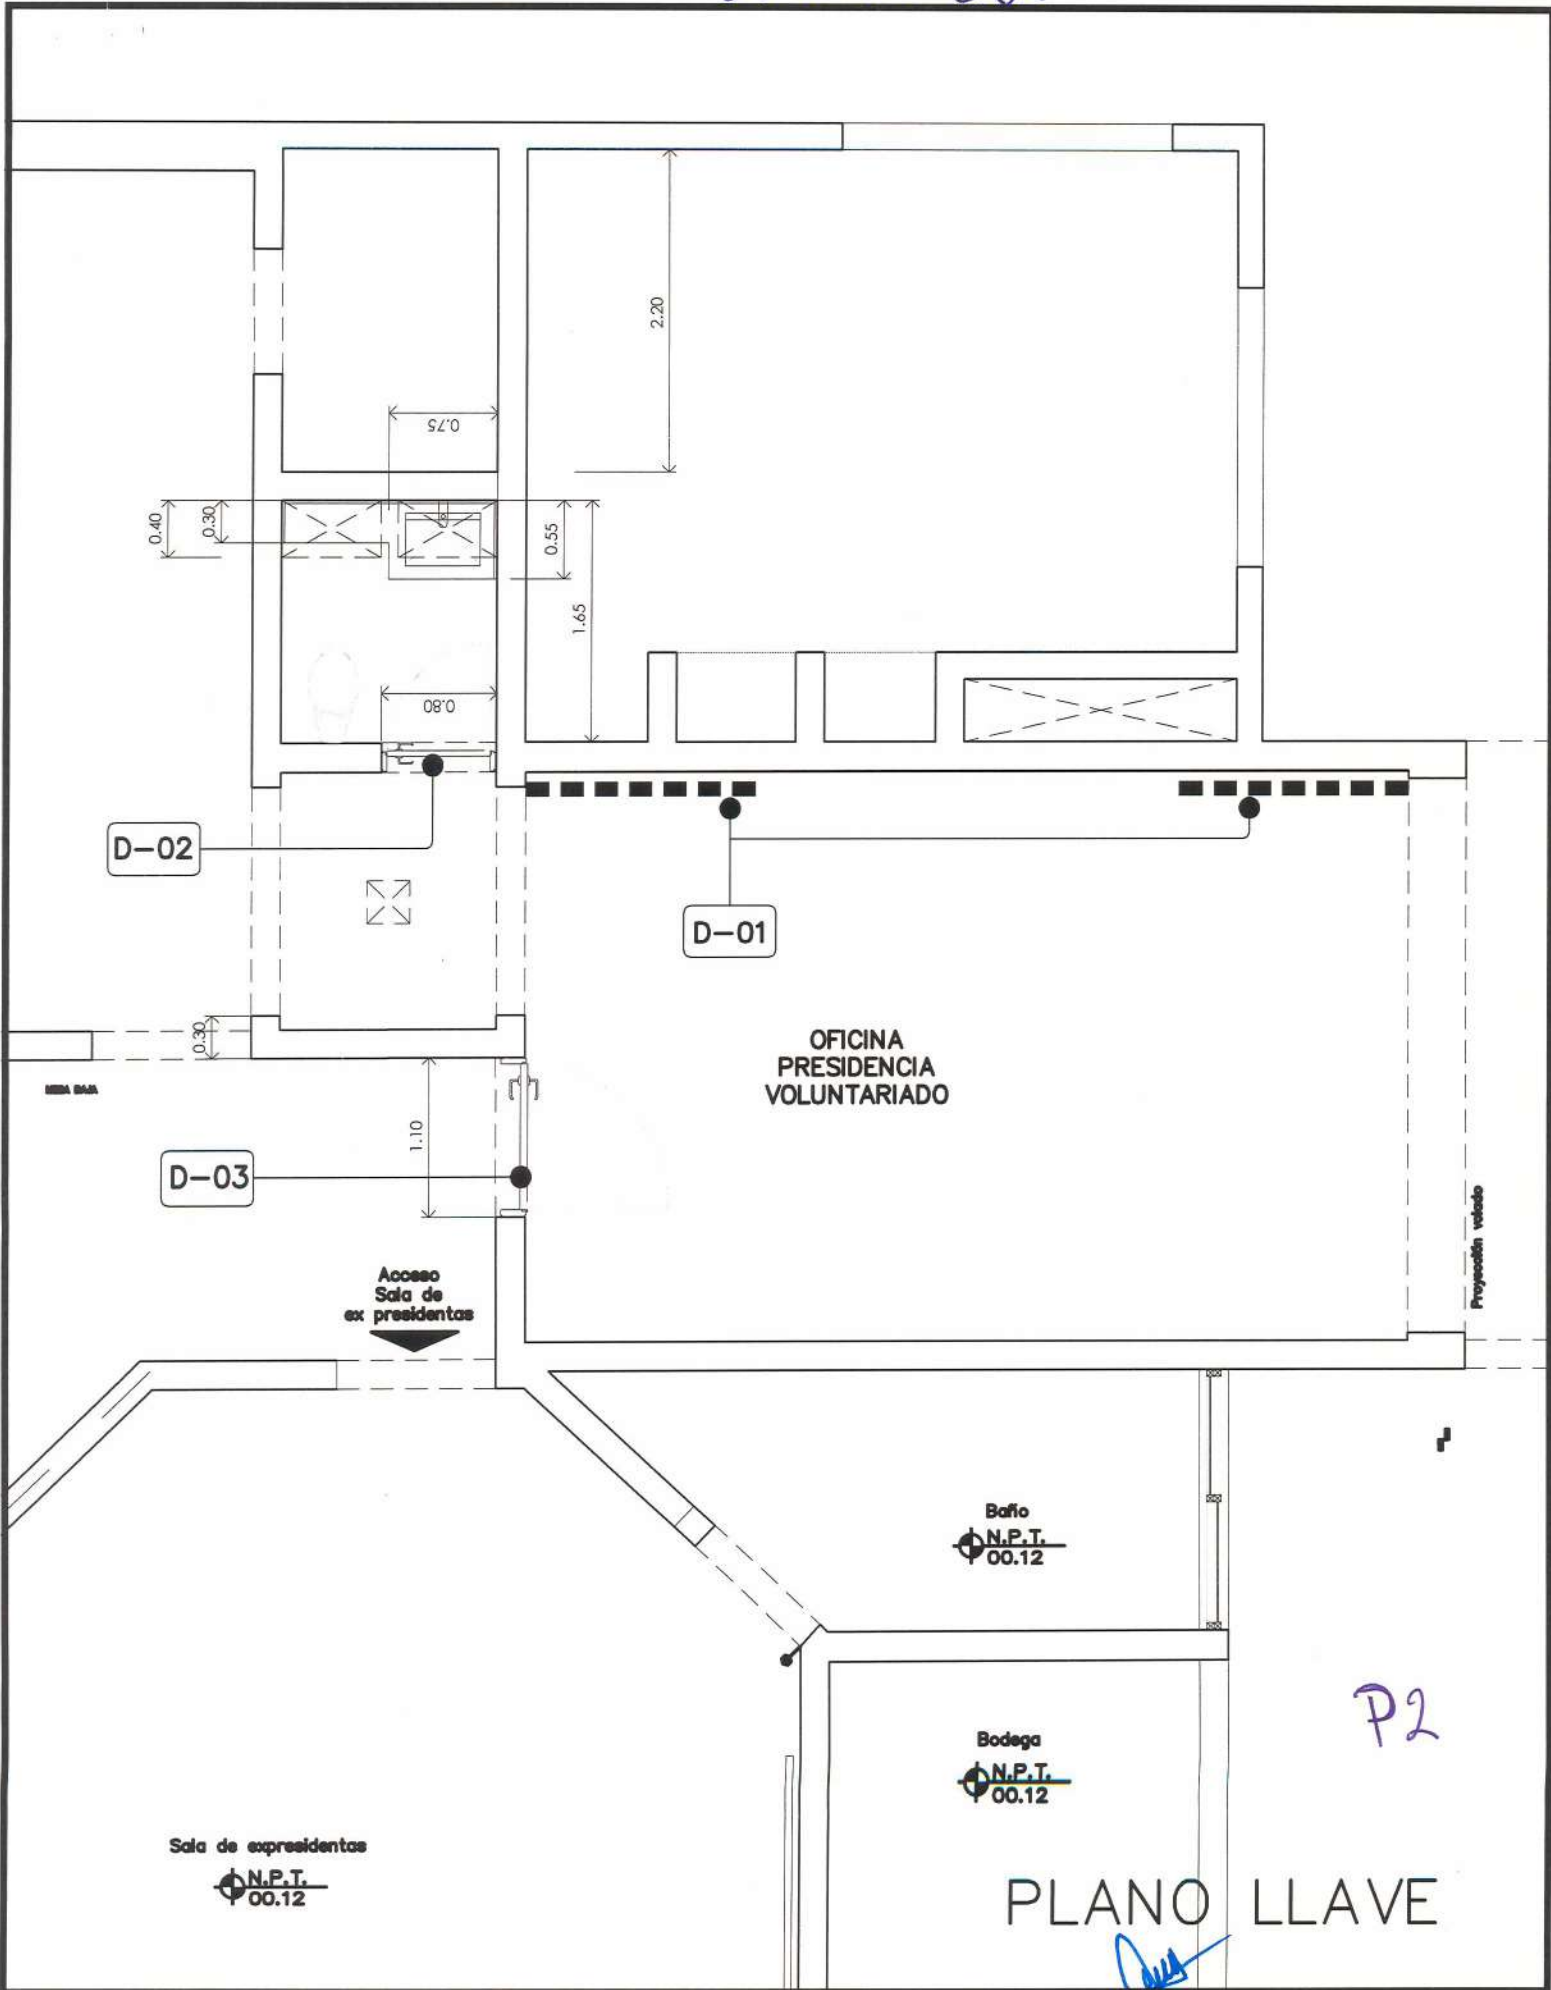 2.20
0.75
0.40
0.30
0.55
1.65
0.80
D-02
D-01
0.30
OFICINA
PRESIDENCIA
VOLUNTARIADO
MESA BAJA
1.10
D-03
Proyección volado
Acceso
Sala de
ex presidentas
Baño
N.P.T.
00.12
P2
Bodega
N.P.T.
00.12
Sala de expresidentas
N.P.T.
00.12
PLANO LLAVE